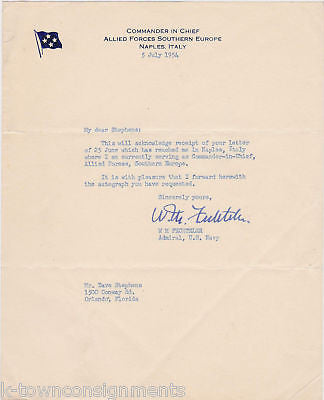 COMMANDER IN CHIEF
ALLIED FORCES SOUTHERN EUROPE
NAPLES, ITALY
5 July 1954
My dear Stephens:
This will acknowledge receipt of your letter
of 23 June which has reached me in Naples, Italy
where I am currently serving as Commander-in-Chief,
Allied Forces, Southern Europe.
It is with pleasure that I forward herewith
the autograph you have requested.
Sincerely yours,
Wm. Fechteler
W M FECHTELER
Admiral, U.S. Navy
Mr. Dave Stephens
1500 Conway Rd.
Orlando, Florida
k-townconsignments